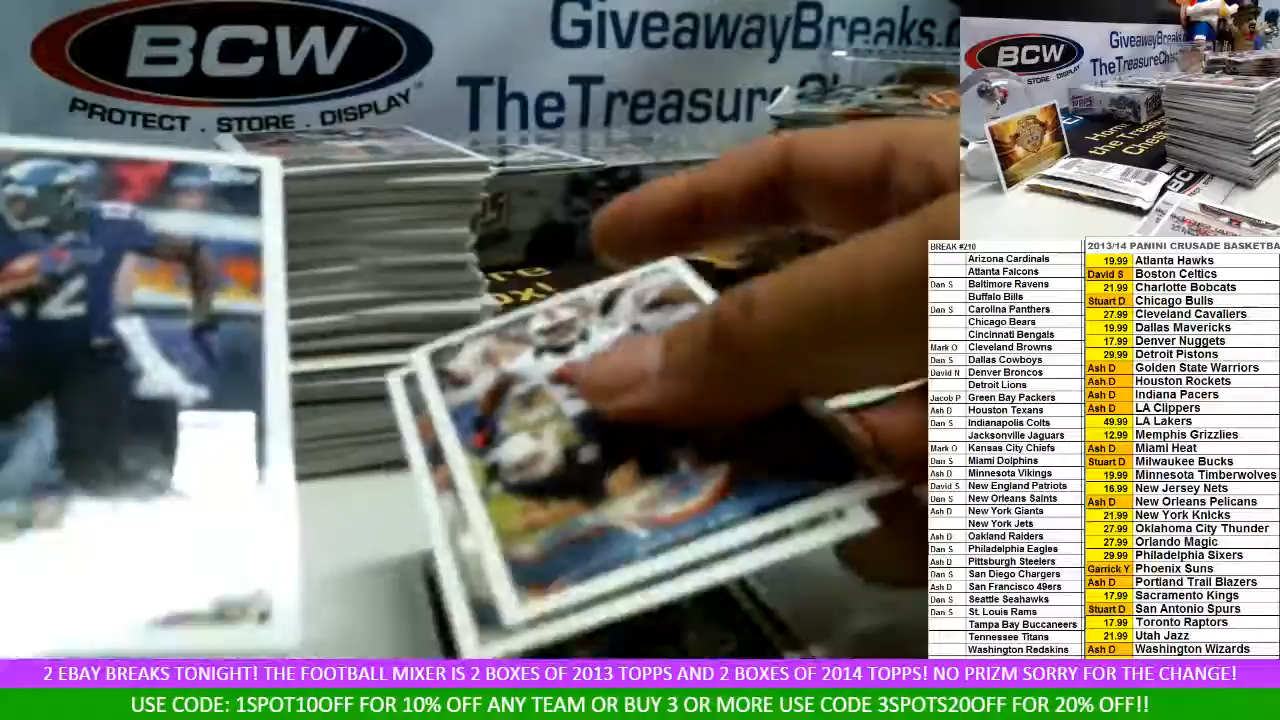 BCW
PROTECT . STORE . DISPLAY
GiveawayBreaks.
TheTreasure
BCW
STORE . DISPLAY
Giveaway
TheTreasureChes
Home
the Treasure
Chest
BCW
BREAK #210
Arizona Cardinals
Atlanta Falcons
Dan S Baltimore Ravens
Buffalo Bills
Dan S Carolina Panthers
Chicago Bears
Cincinnati Bengals
Mark O Cleveland Browns
Dan S Dallas Cowboys
David N Denver Broncos
Detroit Lions
Jacob P Green Bay Packers
Ash D Houston Texans
Dan S Indianapolis Colts
Jacksonville Jaguars
Mark O Kansas City Chiefs
Dan S Miami Dolphins
Ash D Minnesota Vikings
David S New England Patriots
Dan S New Orleans Saints
Ash D New York Giants
New York Jets
Ash D Oakland Raiders
Dan S Philadelphia Eagles
Ash D Pittsburgh Steelers
Dan S San Diego Chargers
Ash D San Francisco 49ers
Dan S Seattle Seahawks
Dan S St. Louis Rams
Tampa Bay Buccaneers
Tennessee Titans
Washington Redskins
2013/14 PANINI CRUSADE BASKETBA
19.99 Atlanta Hawks
David S Boston Celtics
21.99 Charlotte Bobcats
Stuart D Chicago Bulls
27.99 Cleveland Cavaliers
19.99 Dallas Mavericks
17.99 Denver Nuggets
29.99 Detroit Pistons
Ash D Golden State Warriors
Ash D Houston Rockets
Ash D Indiana Pacers
Ash D LA Clippers
49.99 LA Lakers
12.99 Memphis Grizzlies
Ash D Miami Heat
Stuart D Milwaukee Bucks
19.99 Minnesota Timberwolves
16.99 New Jersey Nets
Ash D New Orleans Pelicans
21.99 New York Knicks
27.99 Oklahoma City Thunder
27.99 Orlando Magic
29.99 Philadelphia Sixers
Garrick Y Phoenix Suns
Ash D Portland Trail Blazers
17.99 Sacramento Kings
Stuart D San Antonio Spurs
17.99 Toronto Raptors
21.99 Utah Jazz
Ash D Washington Wizards
2 EBAY BREAKS TONIGHT! THE FOOTBALL MIXER IS 2 BOXES OF 2013 TOPPS AND 2 BOXES OF 2014 TOPPS! NO PRIZM SORRY FOR THE CHANGE!
USE CODE: 1SPOT10OFF FOR 10% OFF ANY TEAM OR BUY 3 OR MORE USE CODE 3SPOTS20OFF FOR 20% OFF!!